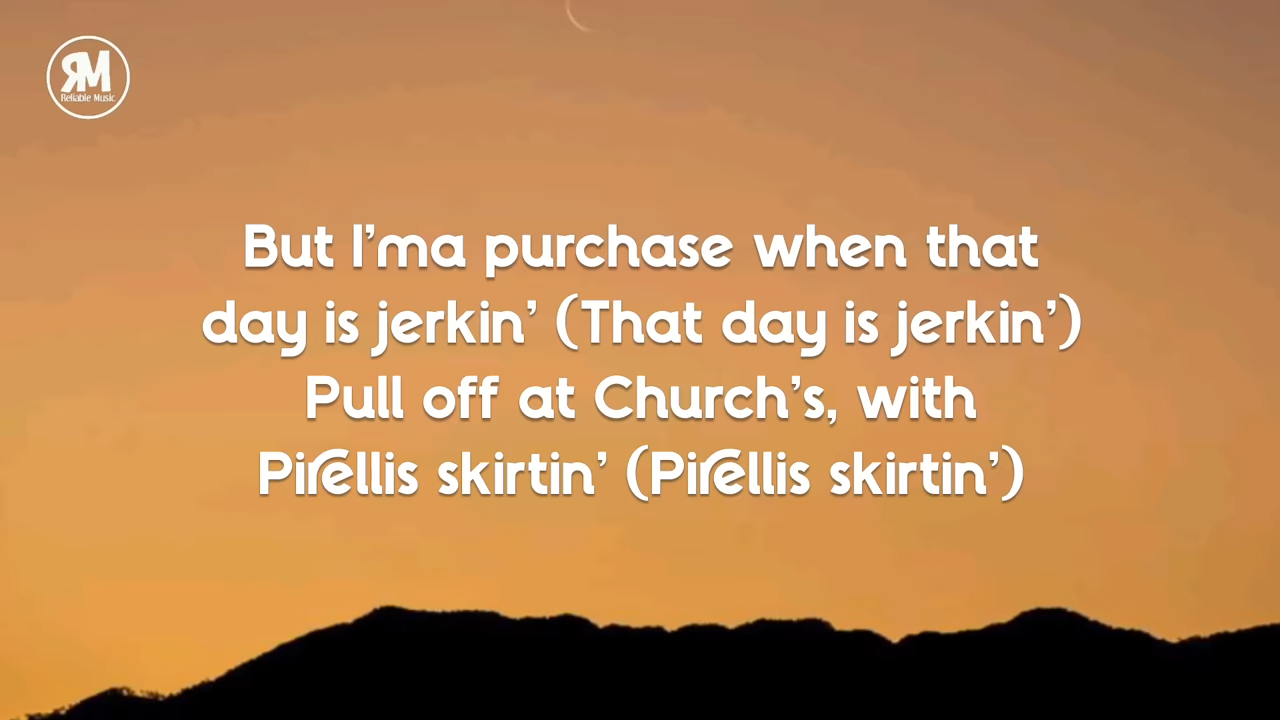 ЯM
Reliable Music
But I’ma purchase when that
day is jerkin’ (That day is jerkin’)
Pull off at Church’s, with
Pirellis skirtin’ (Pirellis skirtin’)